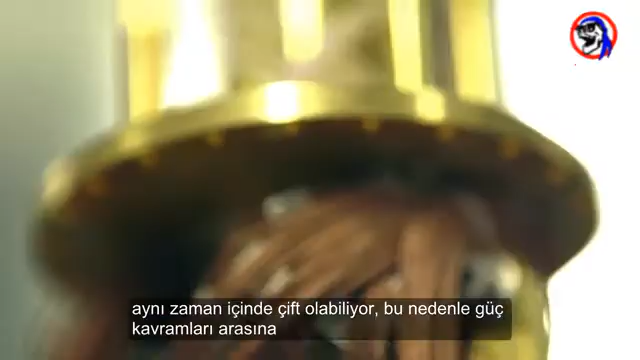 aynı zaman içinde çift olabiliyor, bu nedenle güç
kavramları arasına